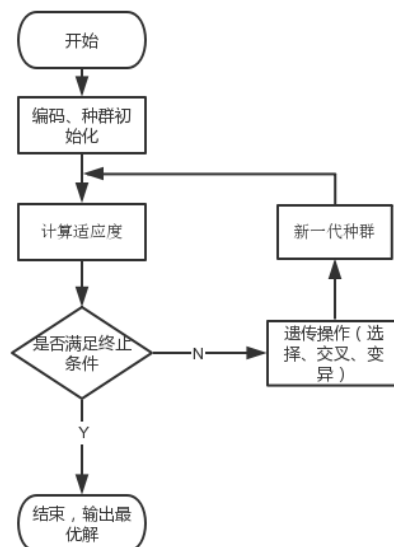 开始
编码、种群初
始化
计算适应度
新一代种群
是否满足终止
条件
N
遗传操作（选
择、交叉、变
异）
Y
结束，输出最
优解